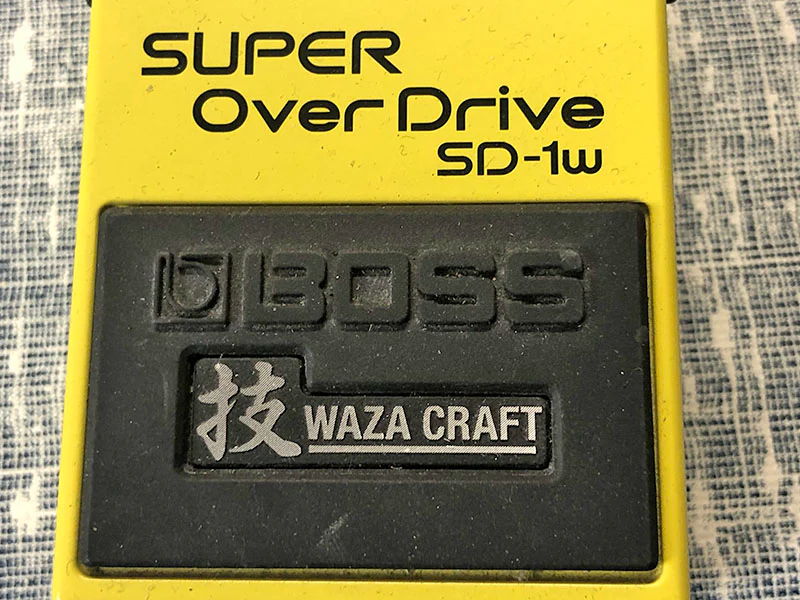 SUPER
Over Drive
SD-1w
BOSS
技 WAZA CRAFT